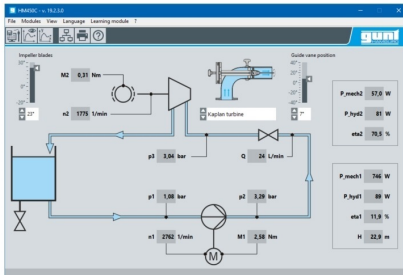 HM450C - v. 19.2.3.0
File Modules View Language Learning module ?
gunt
Impeller blades
30°
0°
-20°
23°
M2 0,31 Nm
n2 1775 1/min
Kaplan turbine
Guide vane position
40°
20°
0°
-20°
7°
P_mech2 57,0 W
P_hyd2 81 W
eta2 70,5 %
p3 3,04 bar
Q 24 L/min
p1 1,08 bar
p2 3,29 bar
n1 2762 1/min
M1 2,58 Nm
M
P_mech1 746 W
P_hyd1 89 W
eta1 11,9 %
H 22,9 m